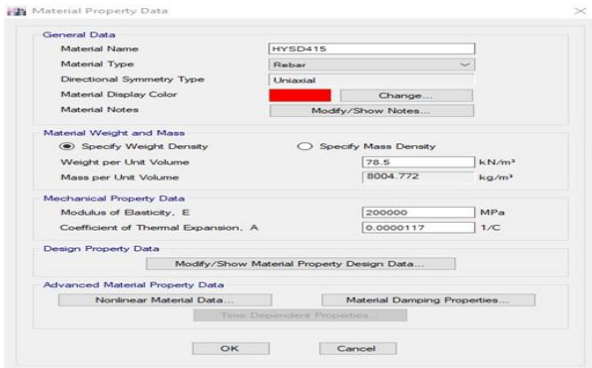 Material Property Data
General Data
Material Name HYSD415
Material Type Rebar
Directional Symmetry Type Uniaxial
Material Display Color Change...
Material Notes Modify/Show Notes...
Material Weight and Mass
Specify Weight Density Specify Mass Density
Weight per Unit Volume 78.5 kN/m³
Mass per Unit Volume 8004.772 kg/m³
Mechanical Property Data
Modulus of Elasticity, E 200000 MPa
Coefficient of Thermal Expansion, A 0.0000117 1/C
Design Property Data
Modify/Show Material Property Design Data...
Advanced Material Property Data
Nonlinear Material Data... Material Damping Properties...
Time Dependent Properties...
OK Cancel